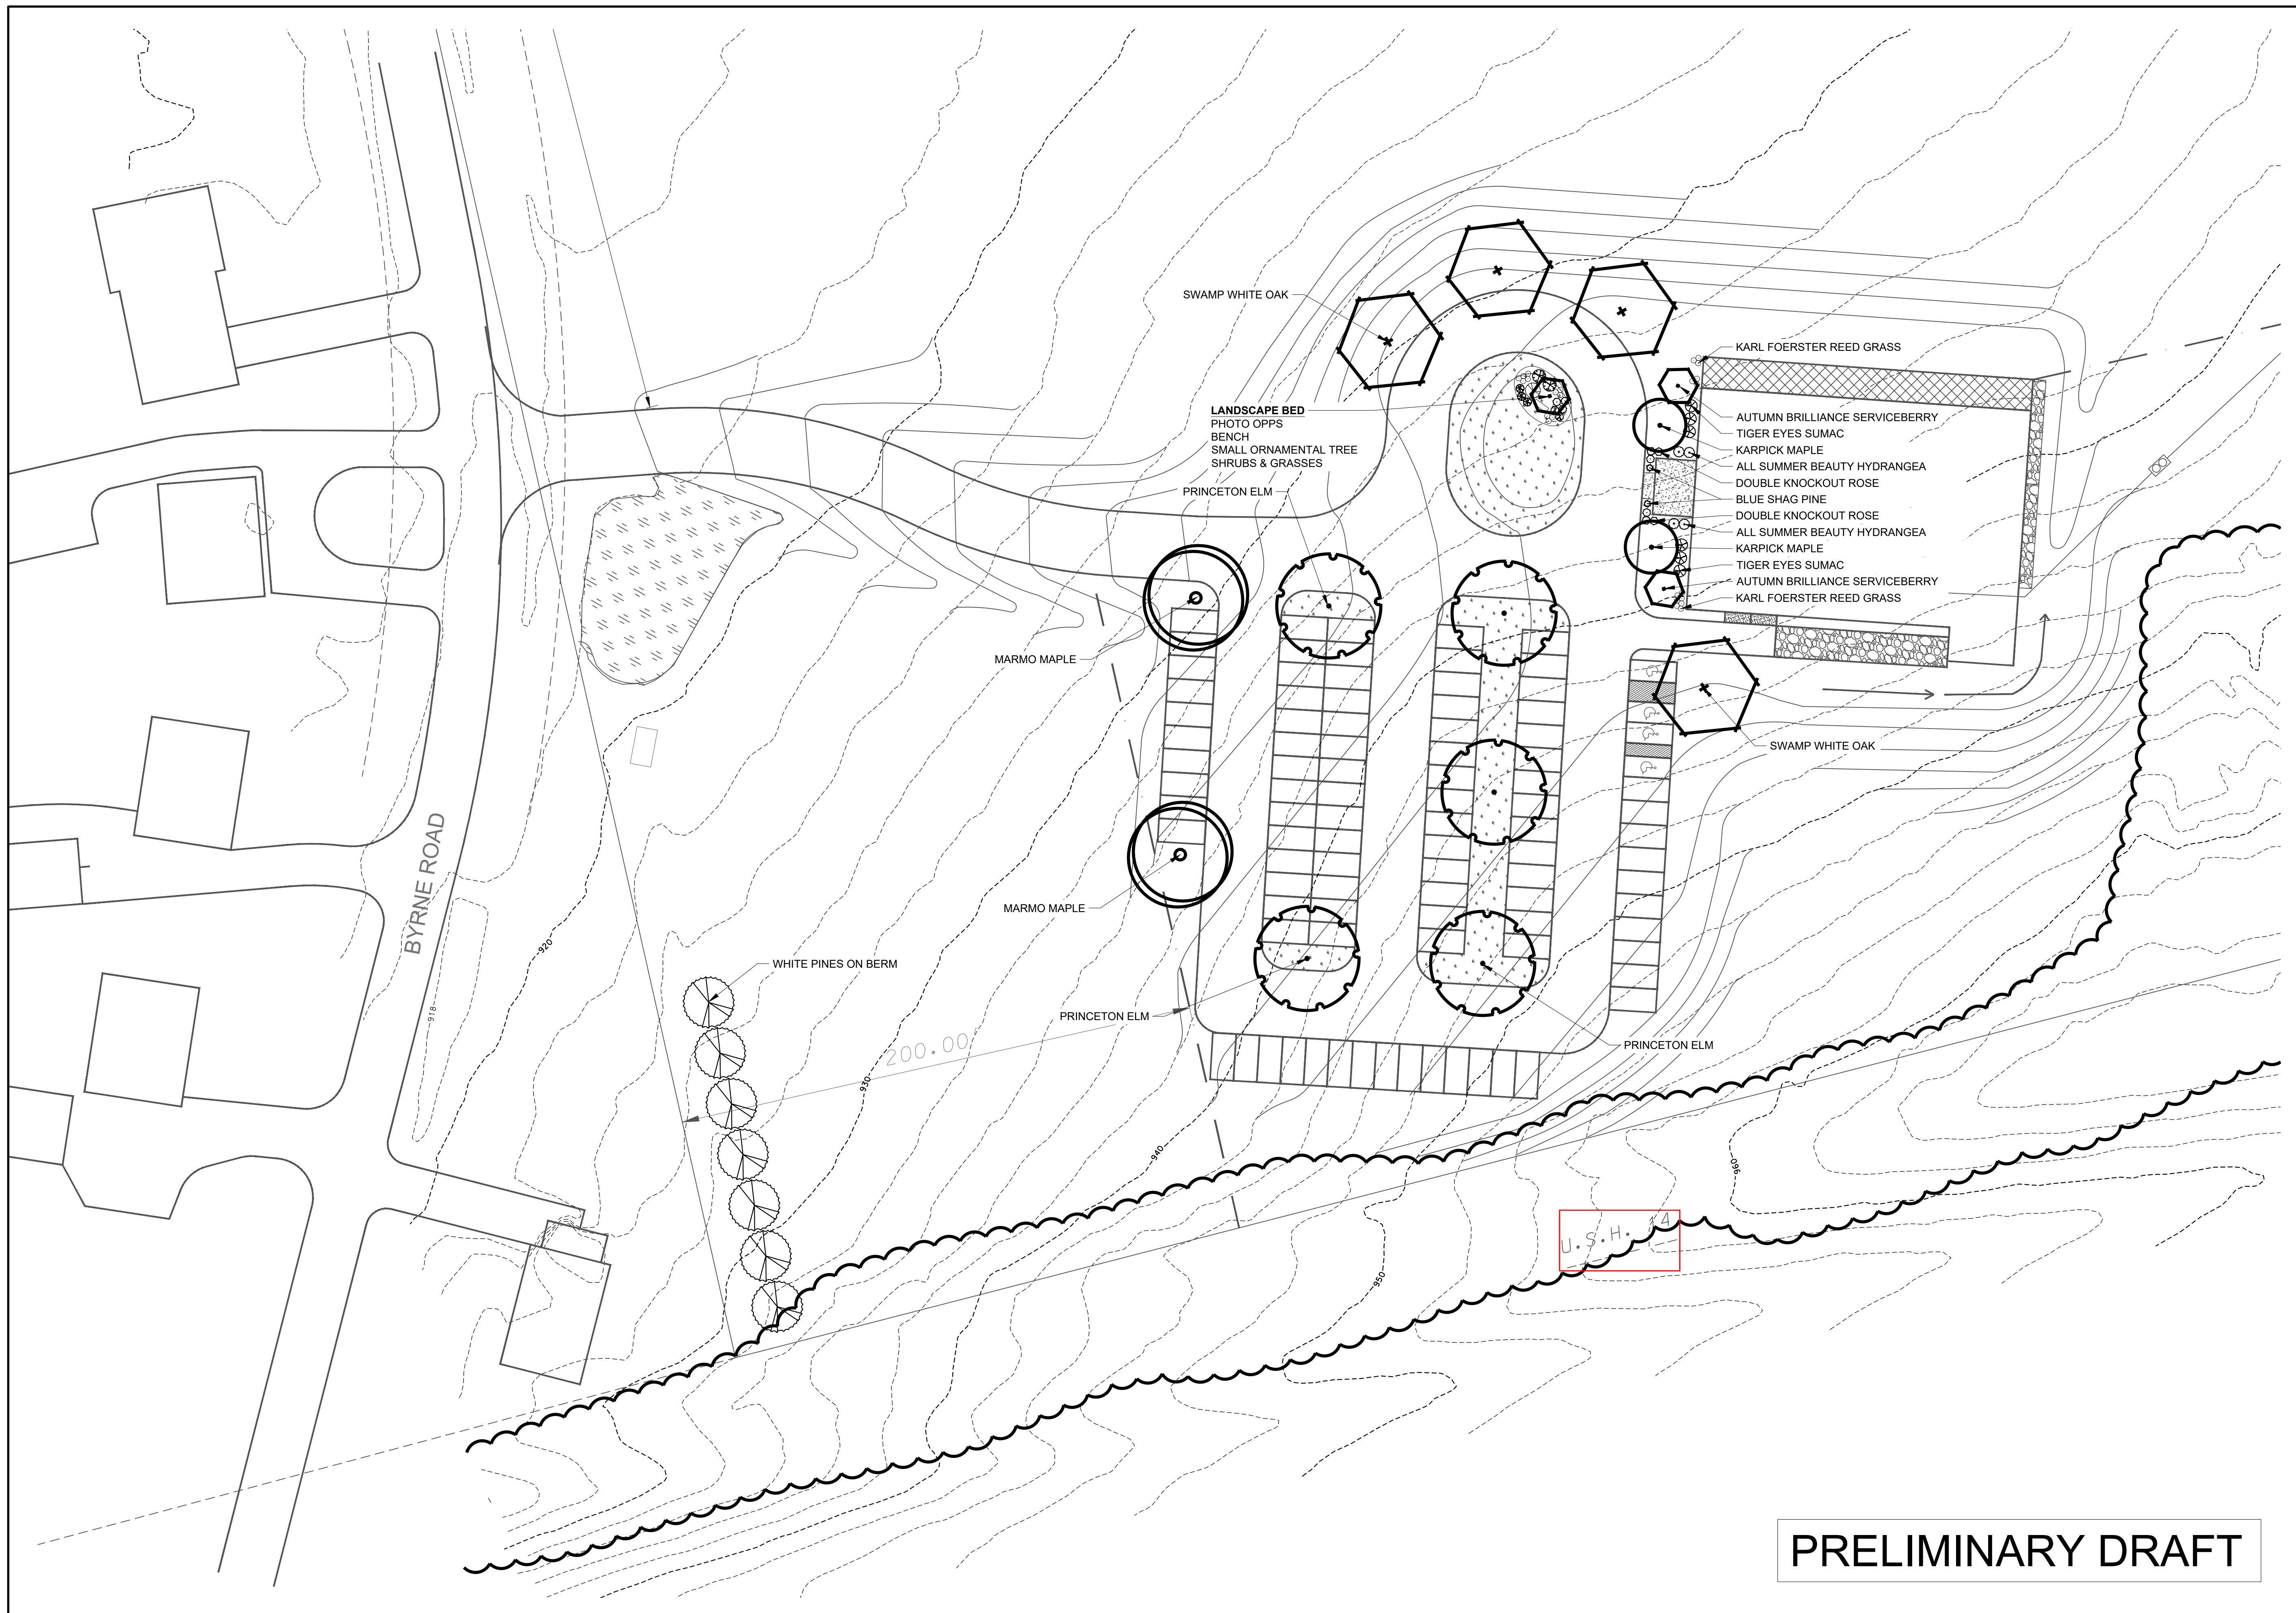 SWAMP WHITE OAK
KARL FOERSTER REED GRASS
LANDSCAPE BED
PHOTO OPPS
BENCH
SMALL ORNAMENTAL TREE
SHRUBS & GRASSES
PRINCETON ELM
AUTUMN BRILLIANCE SERVICEBERRY
TIGER EYES SUMAC
KARPICK MAPLE
ALL SUMMER BEAUTY HYDRANGEA
DOUBLE KNOCKOUT ROSE
BLUE SHAG PINE
DOUBLE KNOCKOUT ROSE
ALL SUMMER BEAUTY HYDRANGEA
KARPICK MAPLE
TIGER EYES SUMAC
AUTUMN BRILLIANCE SERVICEBERRY
KARL FOERSTER REED GRASS
MARMO MAPLE
SWAMP WHITE OAK
BYRNE ROAD
MARMO MAPLE
920
WHITE PINES ON BERM
918
PRINCETON ELM
200.00
PRINCETON ELM
930
940
960
950
U.S.H. 14
PRELIMINARY DRAFT